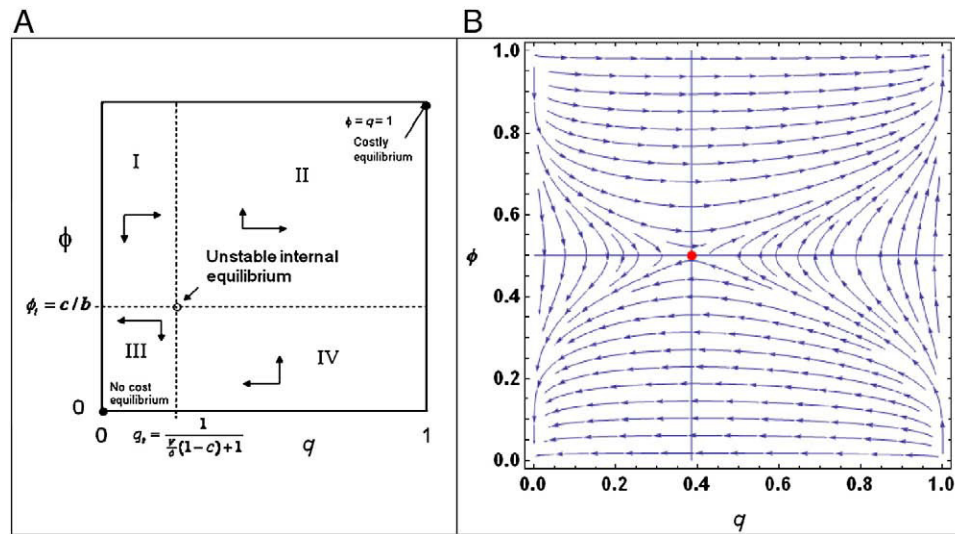 A
B
I
II
III
IV
ϕ = q = 1
Costly
equilibrium
ϕ
Unstable internal
equilibrium
ϕₜ = c/b
No cost
equilibrium
0
0
1
q
1.0
0.8
0.6
0.4
0.2
0.0
ϕ
0.0 0.2 0.4 0.6 0.8 1.0
q